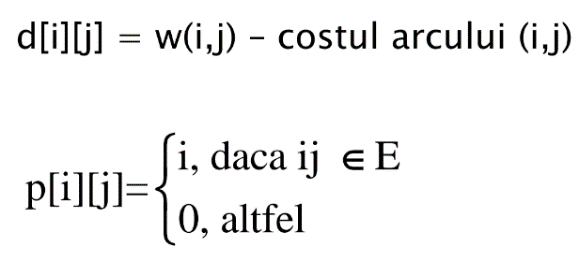 d[i][j] = w(i,j) – costul arcului (i,j)
p[i][j]={i, daca ij ∈ E
0, altfel